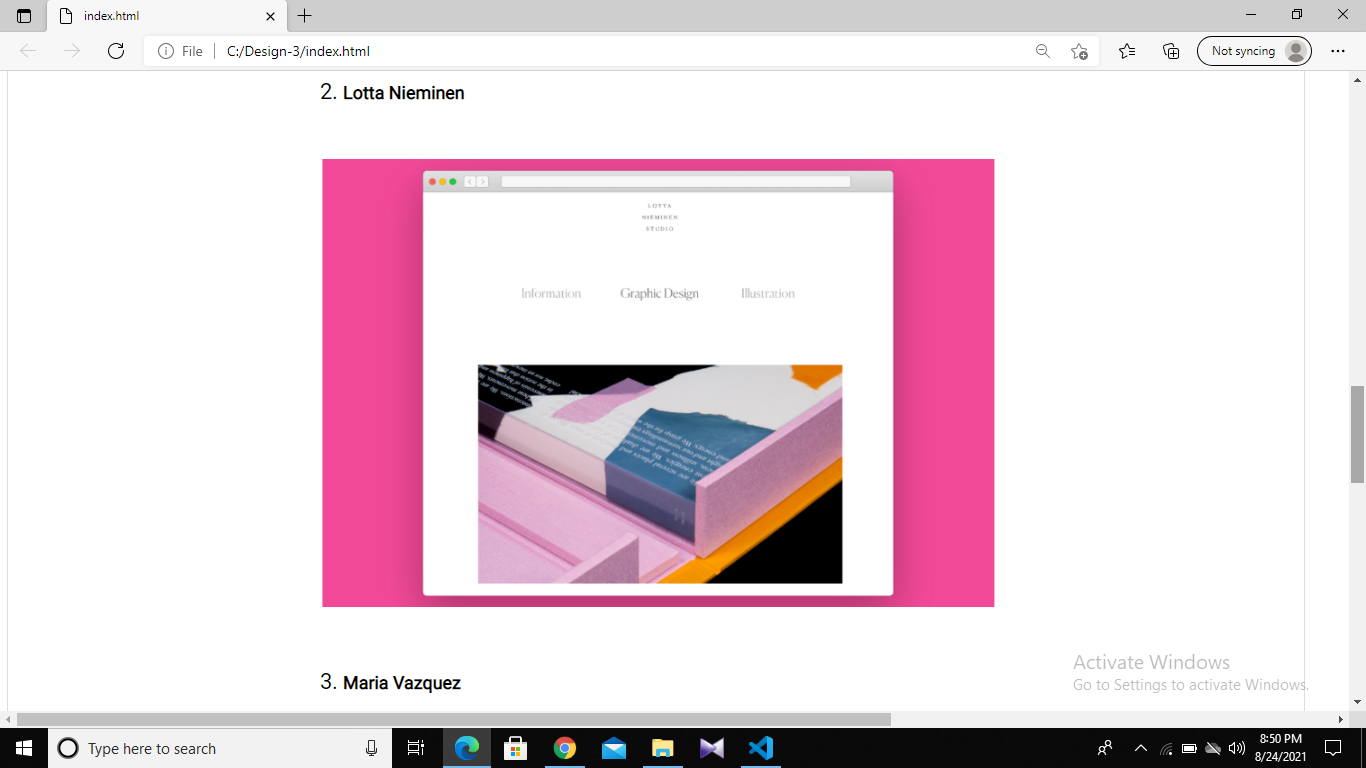 index.html
File
C:/Design-3/index.html
Not syncing
2. Lotta Nieminen
LOTTA
NIEMINEN
STUDIO
Information
Graphic Design
Illustration
3. Maria Vazquez
Activate Windows
Go to Settings to activate Windows.
Type here to search
8:50 PM
8/24/2021